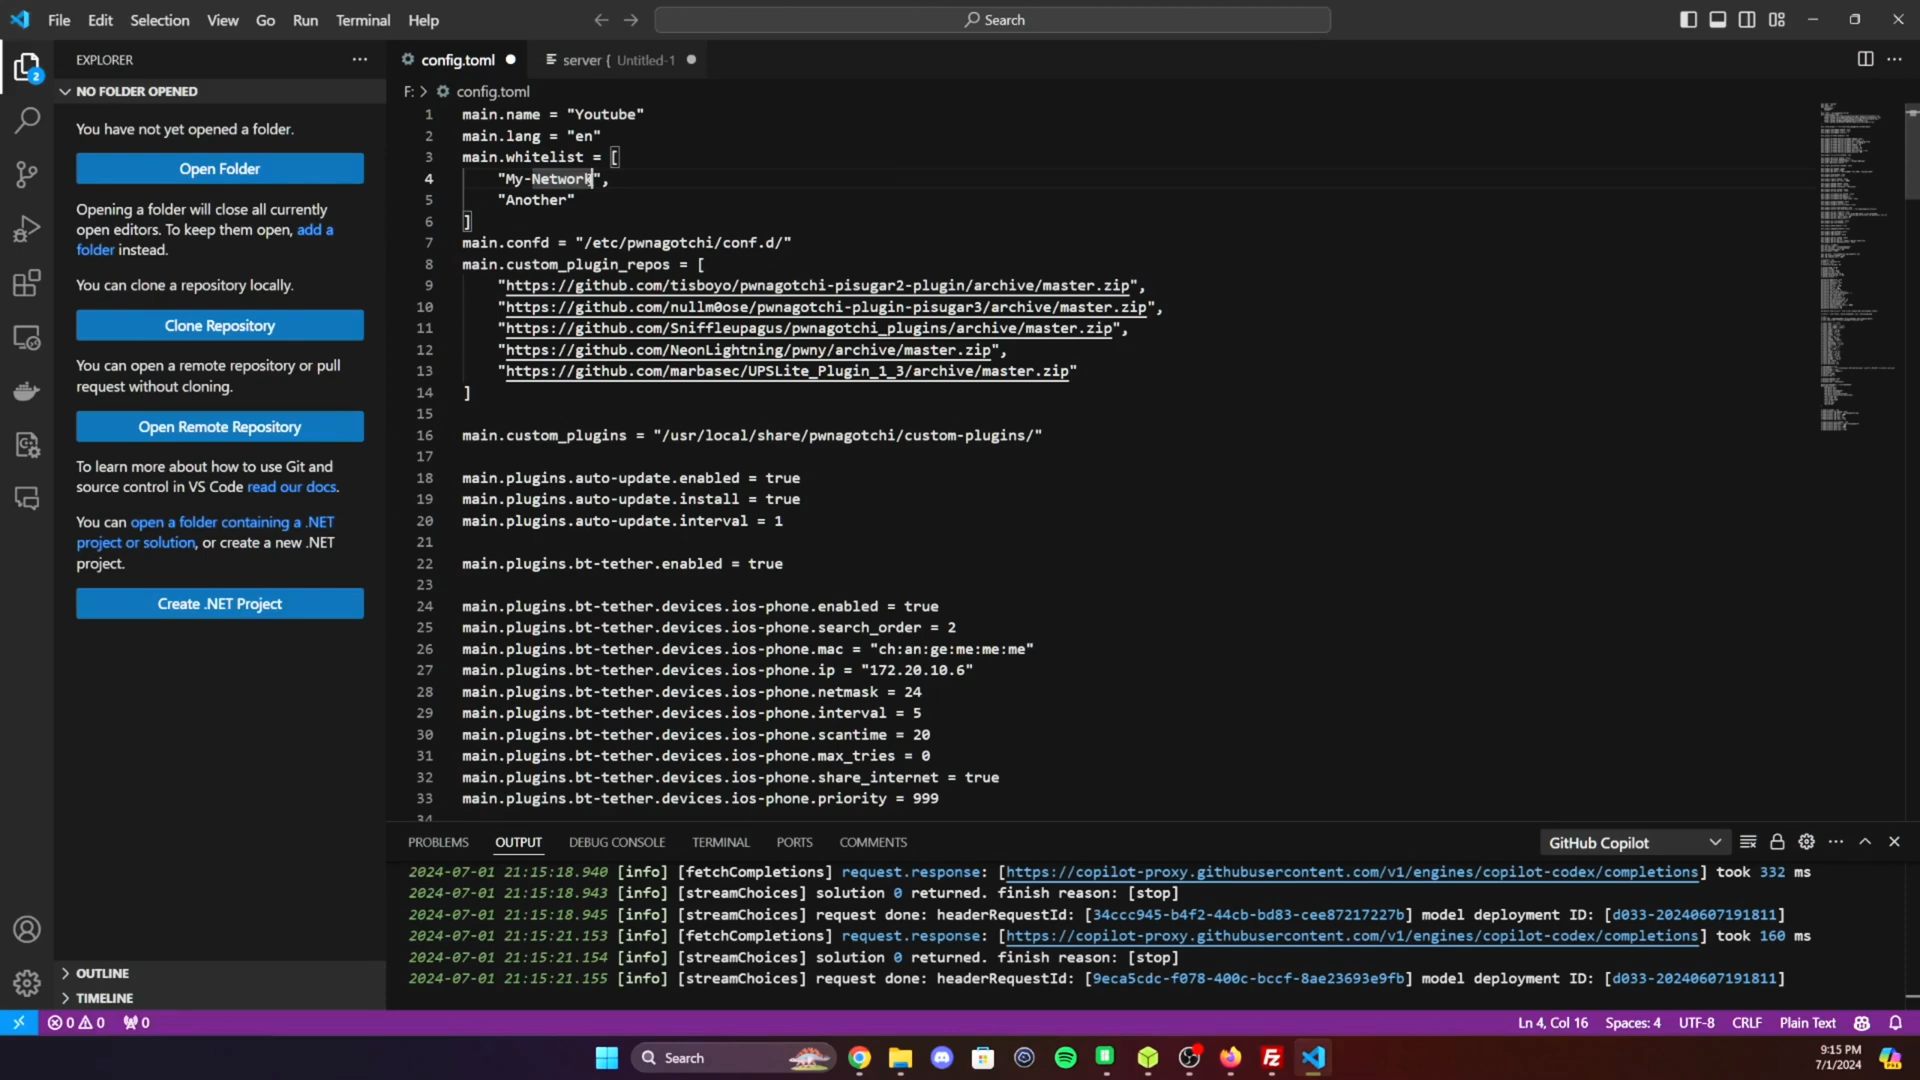 File Edit Selection View Go Run Terminal Help
Search
EXPLORER
config.toml
server { Untitled-1
NO FOLDER OPENED
You have not yet opened a folder.
Open Folder
Opening a folder will close all currently
open editors. To keep them open, add a
folder instead.
You can clone a repository locally.
Clone Repository
You can open a remote repository or pull
request without cloning.
Open Remote Repository
To learn more about how to use Git and
source control in VS Code read our docs.
You can open a folder containing a .NET
project or solution, or create a new .NET
project.
Create .NET Project
OUTLINE
TIMELINE
2
F: > config.toml
1 main.name = "Youtube"
2 main.lang = "en"
3 main.whitelist = [
4 "My-Network",
5 "Another"
6 ]
7 main.confd = "/etc/pwnagotchi/conf.d/"
8 main.custom_plugin_repos = [
9 "https://github.com/tisboyo/pwnagotchi-pisugar2-plugin/archive/master.zip",
10 "https://github.com/nullm0ose/pwnagotchi-plugin-pisugar3/archive/master.zip",
11 "https://github.com/Sniffleupagus/pwnagotchi_plugins/archive/master.zip",
12 "https://github.com/NeonLightning/pwny/archive/master.zip",
13 "https://github.com/marbasec/UPSLite_Plugin_1_3/archive/master.zip"
14 ]
15
16 main.custom_plugins = "/usr/local/share/pwnagotchi/custom-plugins/"
17
18 main.plugins.auto-update.enabled = true
19 main.plugins.auto-update.install = true
20 main.plugins.auto-update.interval = 1
21
22 main.plugins.bt-tether.enabled = true
23
24 main.plugins.bt-tether.devices.ios-phone.enabled = true
25 main.plugins.bt-tether.devices.ios-phone.search_order = 2
26 main.plugins.bt-tether.devices.ios-phone.mac = "ch:an:ge:me:me:me"
27 main.plugins.bt-tether.devices.ios-phone.ip = "172.20.10.6"
28 main.plugins.bt-tether.devices.ios-phone.netmask = 24
29 main.plugins.bt-tether.devices.ios-phone.interval = 5
30 main.plugins.bt-tether.devices.ios-phone.scantime = 20
31 main.plugins.bt-tether.devices.ios-phone.max_tries = 0
32 main.plugins.bt-tether.devices.ios-phone.share_internet = true
33 main.plugins.bt-tether.devices.ios-phone.priority = 999
34
PROBLEMS OUTPUT DEBUG CONSOLE TERMINAL PORTS COMMENTS GitHub Copilot
2024-07-01 21:15:18.940 [info] [fetchCompletions] request.response: [https://copilot-proxy.githubusercontent.com/v1/engines/copilot-codex/completions] took 332 ms
2024-07-01 21:15:18.943 [info] [streamChoices] solution 0 returned. finish reason: [stop]
2024-07-01 21:15:18.945 [info] [streamChoices] request done: headerRequestId: [34ccc945-b4f2-44cb-bd83-cee87217227b] model deployment ID: [d033-20240607191811]
2024-07-01 21:15:21.153 [info] [fetchCompletions] request.response: [https://copilot-proxy.githubusercontent.com/v1/engines/copilot-codex/completions] took 160 ms
2024-07-01 21:15:21.154 [info] [streamChoices] solution 0 returned. finish reason: [stop]
2024-07-01 21:15:21.155 [info] [streamChoices] request done: headerRequestId: [9eca5cdc-f078-400c-bccf-8ae23693e9fb] model deployment ID: [d033-20240607191811]
0 0 0 Ln 4, Col 16 Spaces: 4 UTF-8 CRLF Plain Text
Search
9:15 PM
7/1/2024